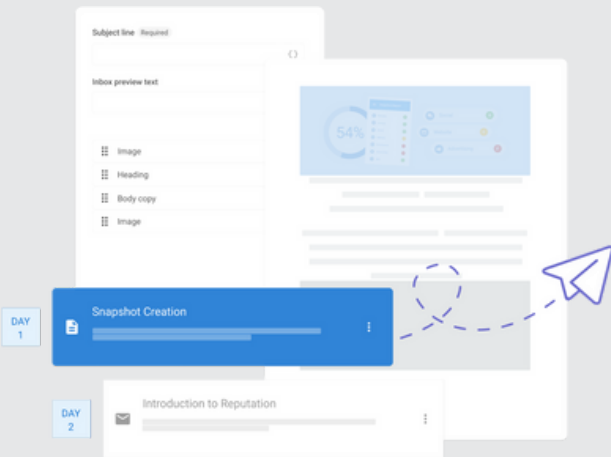 Subject line Required
{}
Inbox preview text
Image
Heading
Body copy
Image
54%
DAY
1
Snapshot Creation
DAY
2
Introduction to Reputation